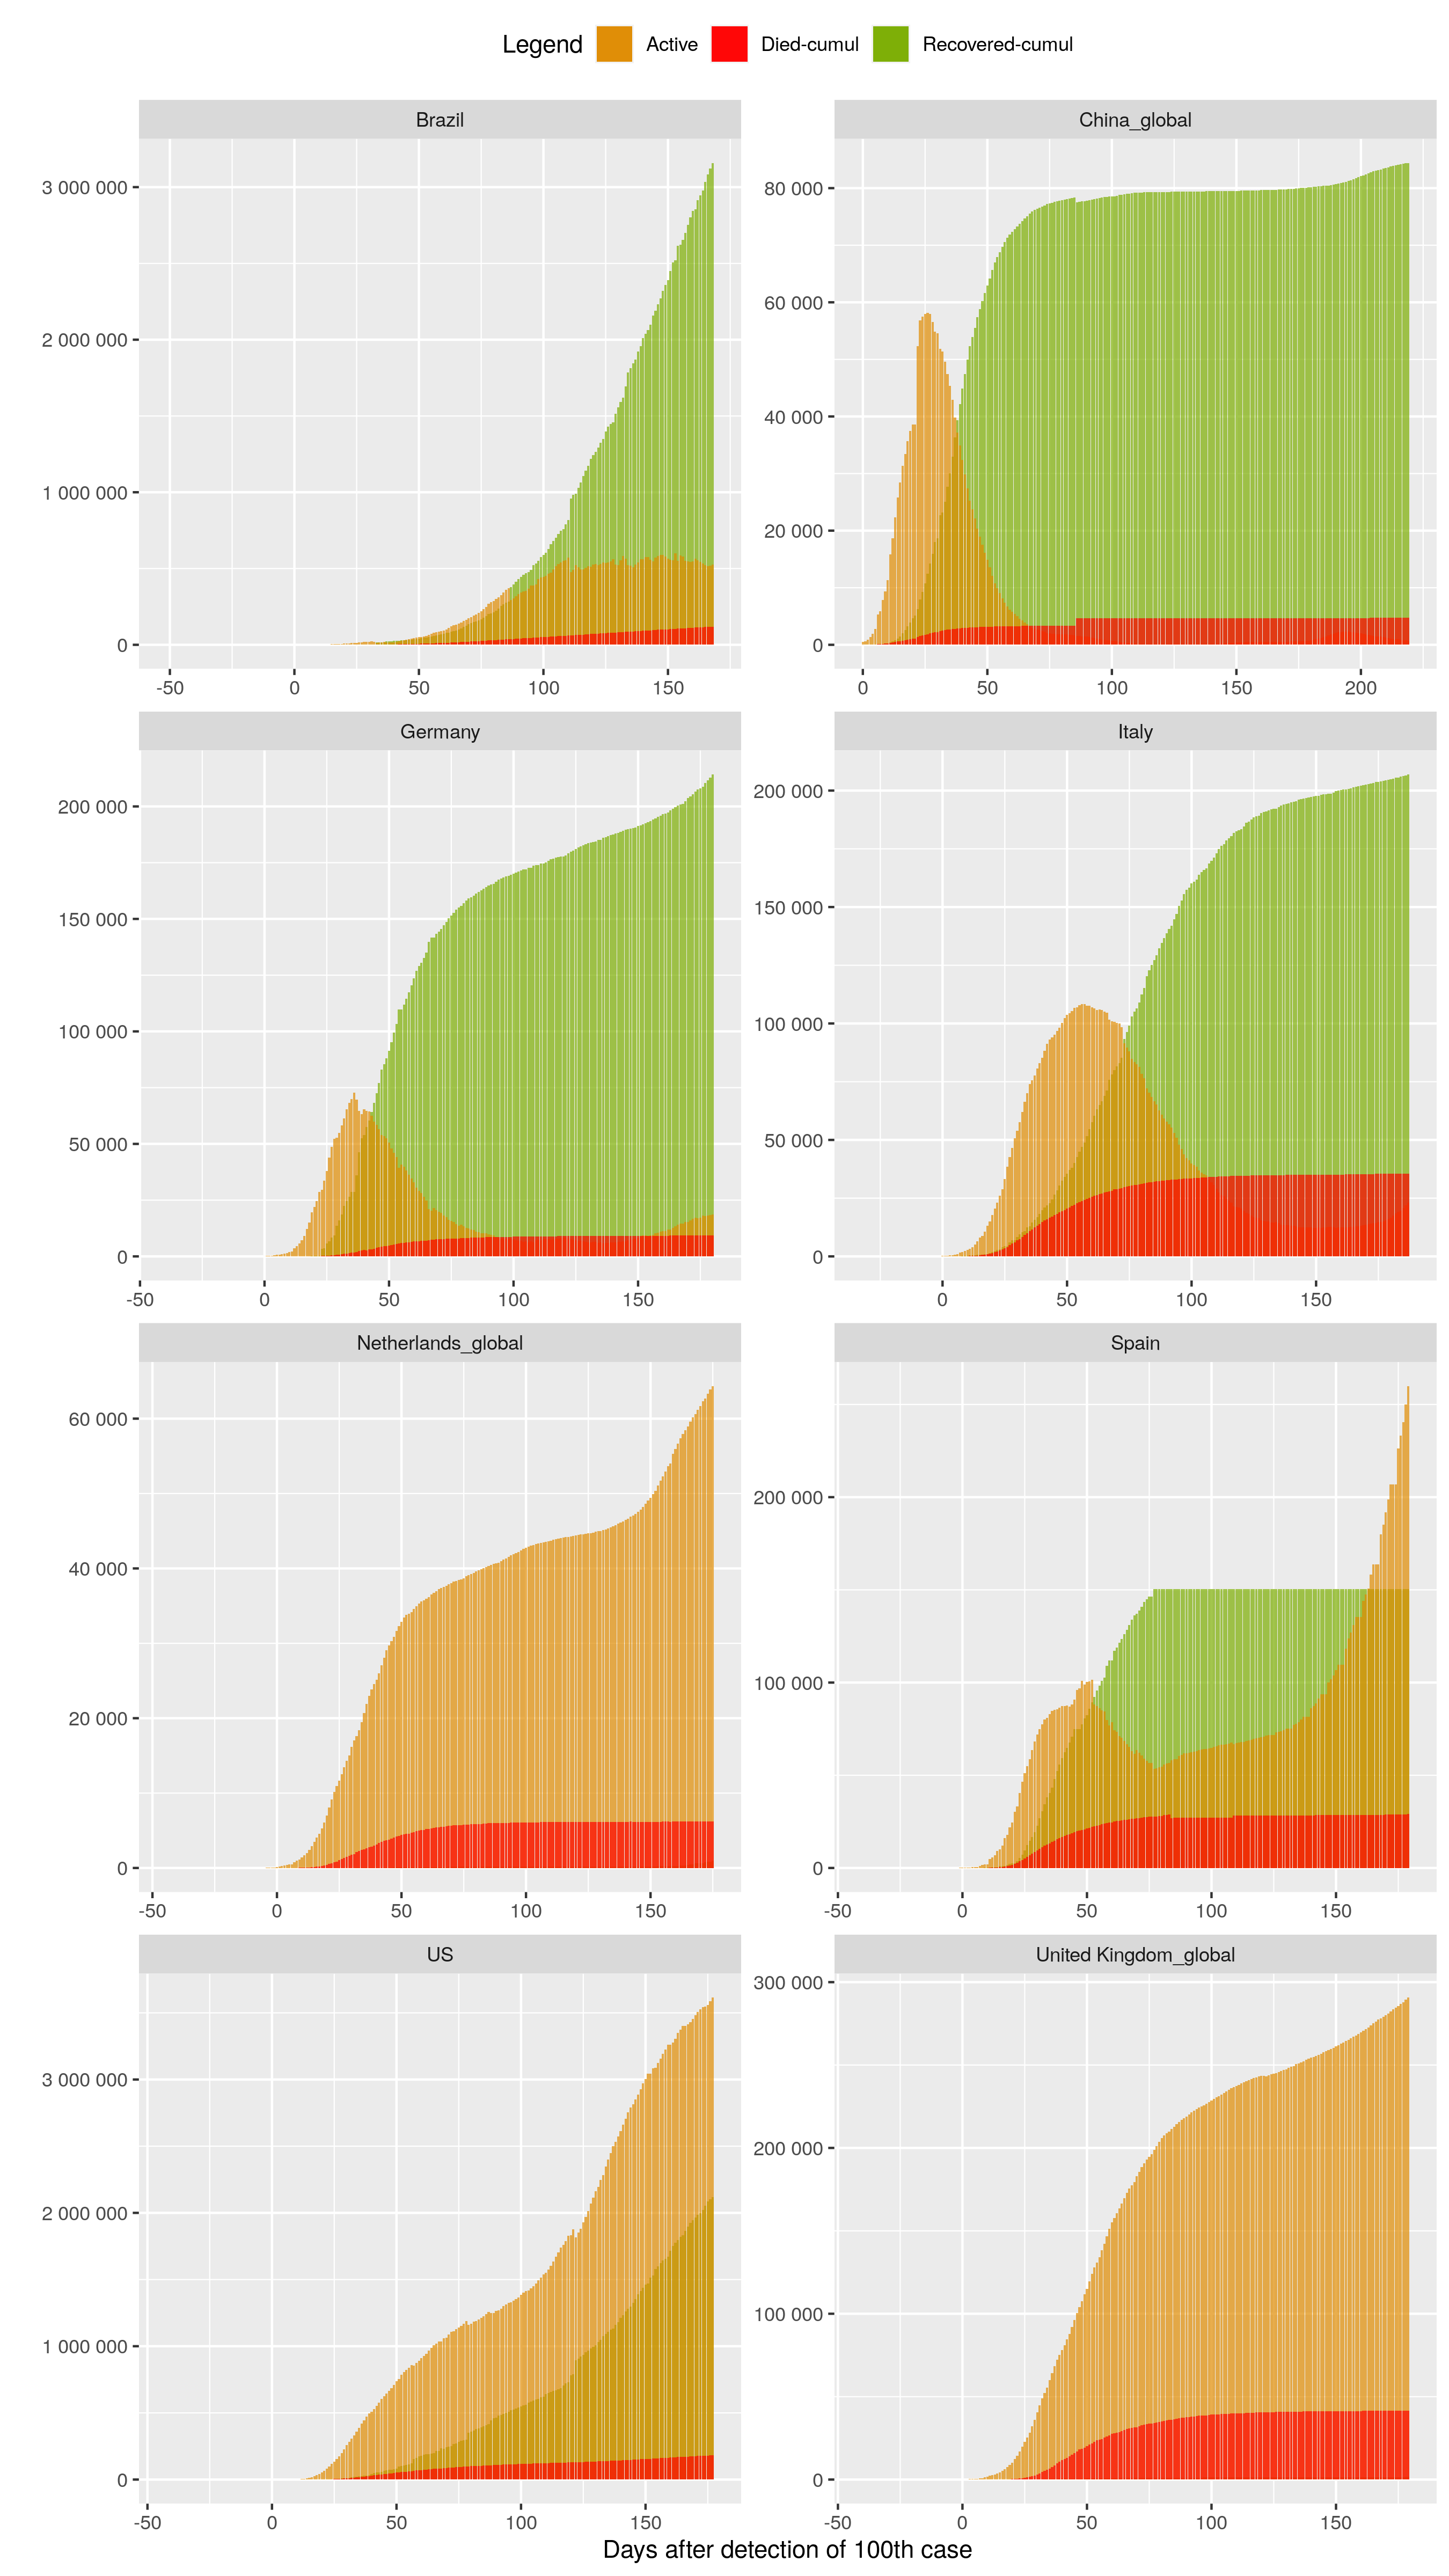 Legend Active Died-cumul Recovered-cumul
Brazil
3 000 000
2 000 000
1 000 000
0
-50 0 50 100 150
China_global
80 000
60 000
40 000
20 000
0
0 50 100 150 200
Germany
200 000
150 000
100 000
50 000
0
-50 0 50 100 150
Italy
200 000
150 000
100 000
50 000
0
0 50 100 150
Netherlands_global
60 000
40 000
20 000
0
-50 0 50 100 150
Spain
200 000
100 000
0
-50 0 50 100 150
US
3 000 000
2 000 000
1 000 000
0
-50 0 50 100 150
United Kingdom_global
300 000
200 000
100 000
0
-50 0 50 100 150
Days after detection of 100th case